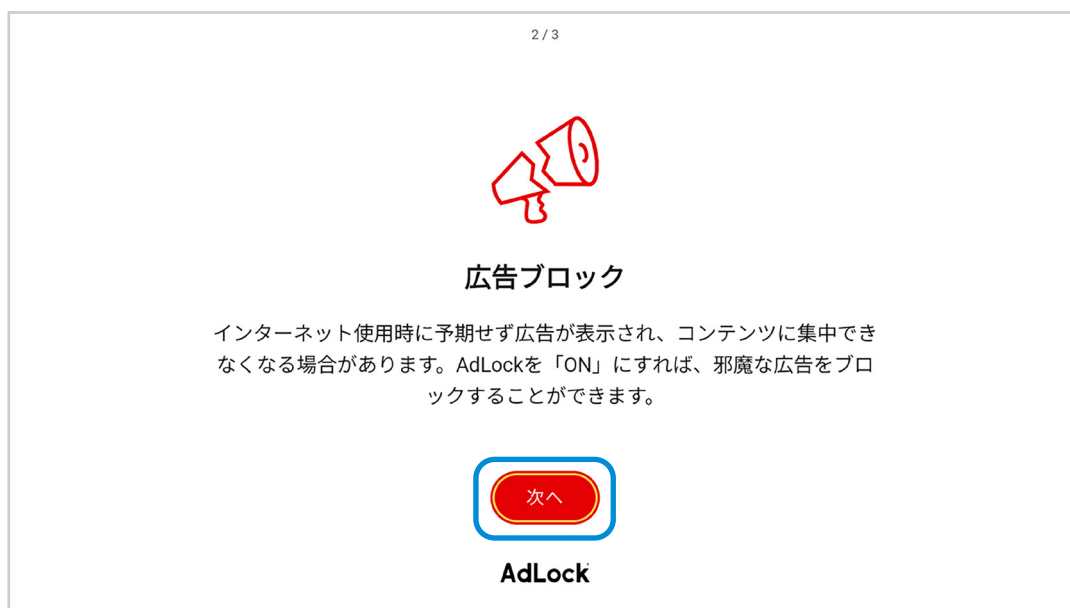 2 / 3
広告ブロック
インターネット使用時に予期せず広告が表示され、コンテンツに集中でき
なくなる場合があります。AdLockを「ON」にすれば、邪魔な広告をブロ
ックすることができます。
次へ
AdLock